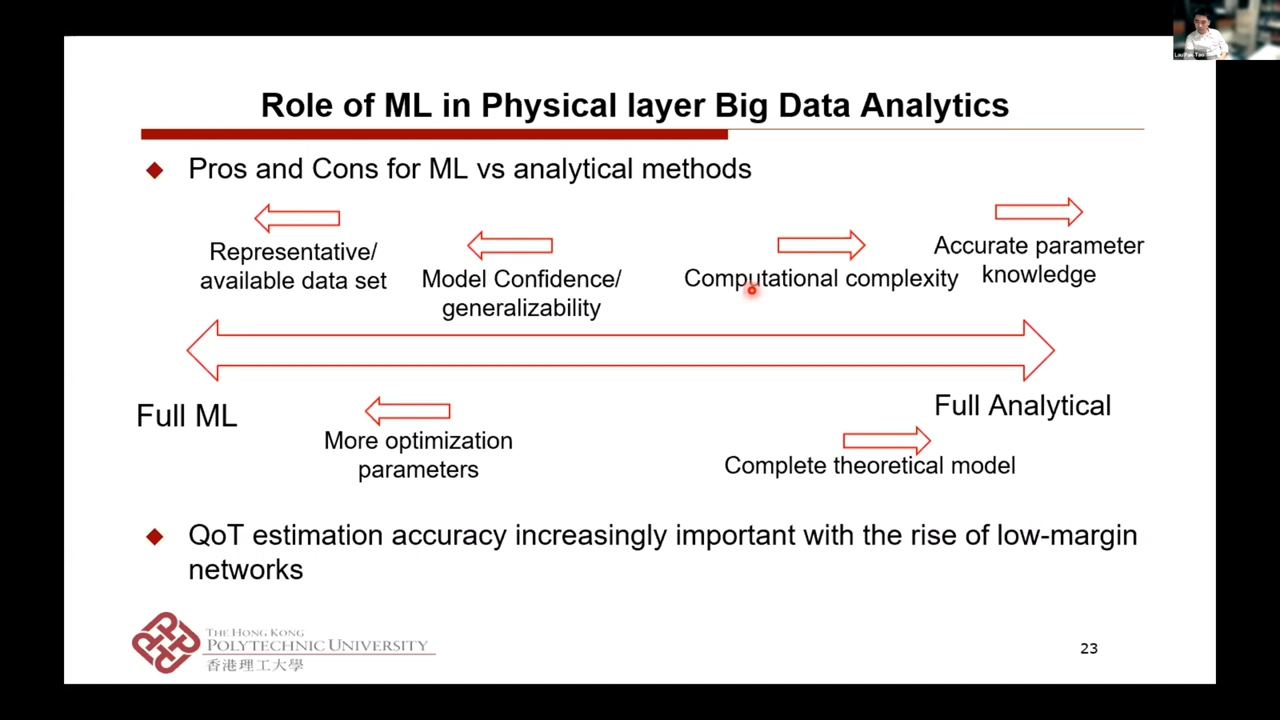 Role of ML in Physical layer Big Data Analytics
Pros and Cons for ML vs analytical methods
Representative/
available data set
Model Confidence/
generalizability
Computational complexity
Accurate parameter
knowledge
Full ML
Full Analytical
More optimization
parameters
Complete theoretical model
QoT estimation accuracy increasingly important with the rise of low-margin
networks
THE HONG KONG
POLYTECHNIC UNIVERSITY
香港理工大學
23